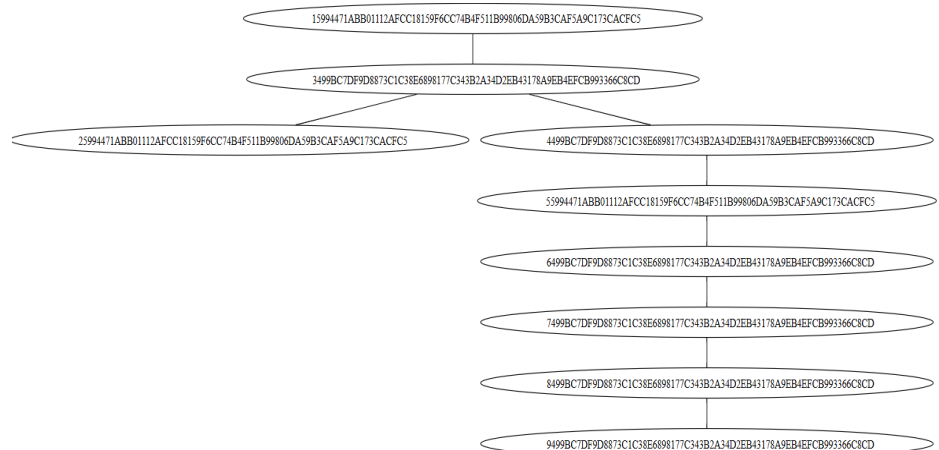 15994471ABB01112AFCC18159F6CC74B4F511B99806DA59B3CAF5A9C173CACFC5
3499BC7DF9D8873C1C38E6898177C343B2A34D2EB43178A9EB4EFCB993366C8CD
25994471ABB01112AFCC18159F6CC74B4F511B99806DA59B3CAF5A9C173CACFC5
4499BC7DF9D8873C1C38E6898177C343B2A34D2EB43178A9EB4EFCB993366C8CD
55994471ABB01112AFCC18159F6CC74B4F511B99806DA59B3CAF5A9C173CACFC5
6499BC7DF9D8873C1C38E6898177C343B2A34D2EB43178A9EB4EFCB993366C8CD
7499BC7DF9D8873C1C38E6898177C343B2A34D2EB43178A9EB4EFCB993366C8CD
8499BC7DF9D8873C1C38E6898177C343B2A34D2EB43178A9EB4EFCB993366C8CD
9499BC7DF9D8873C1C38E6898177C343B2A34D2EB43178A9EB4EFCB993366C8CD